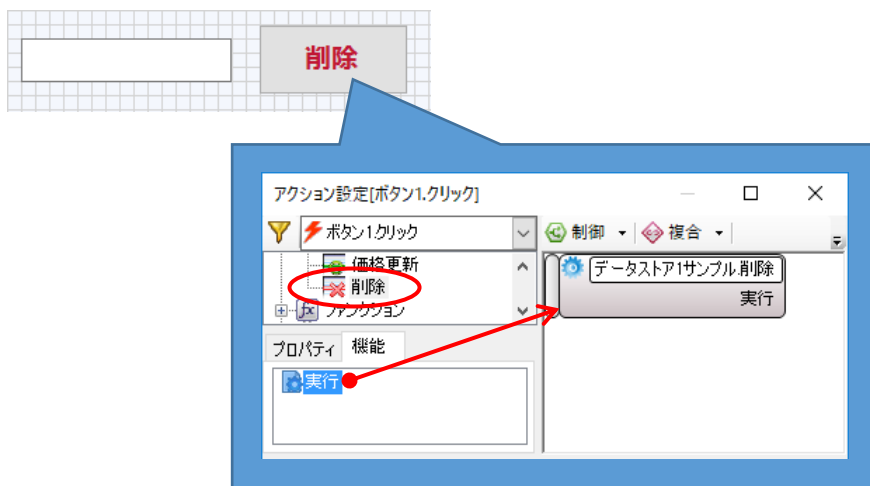 削除
アクション設定[ボタン1.クリック]
ボタン1.クリック
制御
複合
価格更新
削除
ファンクション
データストア1サンプル.削除
実行
プロパティ
機能
実行